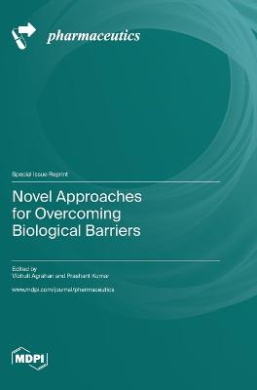 pharmaceutics
Special Issue Reprint
Novel Approaches
for Overcoming
Biological Barriers
Edited by
Vibhuti Agrahari and Prashant Kumar
www.mdpi.com/journal/pharmaceutics
MDPI